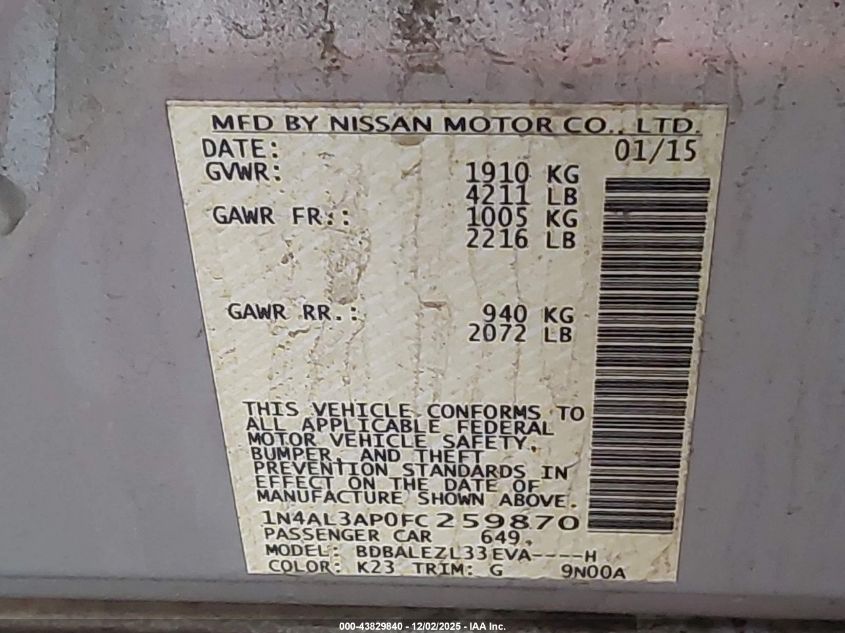 MFD BY NISSAN MOTOR CO., LTD.
DATE: 01/15
GVWR: 1910 KG
4211 LB
GAWR FR.: 1005 KG
2216 LB
GAWR RR.: 940 KG
2072 LB
THIS VEHICLE CONFORMS TO
ALL APPLICABLE FEDERAL
MOTOR VEHICLE SAFETY,
BUMPER, AND THEFT
PREVENTION STANDARDS IN
EFFECT ON THE DATE OF
MANUFACTURE SHOWN ABOVE.
1N4AL3AP0FC259870
PASSENGER CAR 649
MODEL: BDBALEZL33EVA----H
COLOR: K23 TRIM: G 9N00A
000-43829840 - 12/02/2025 - IAA Inc.